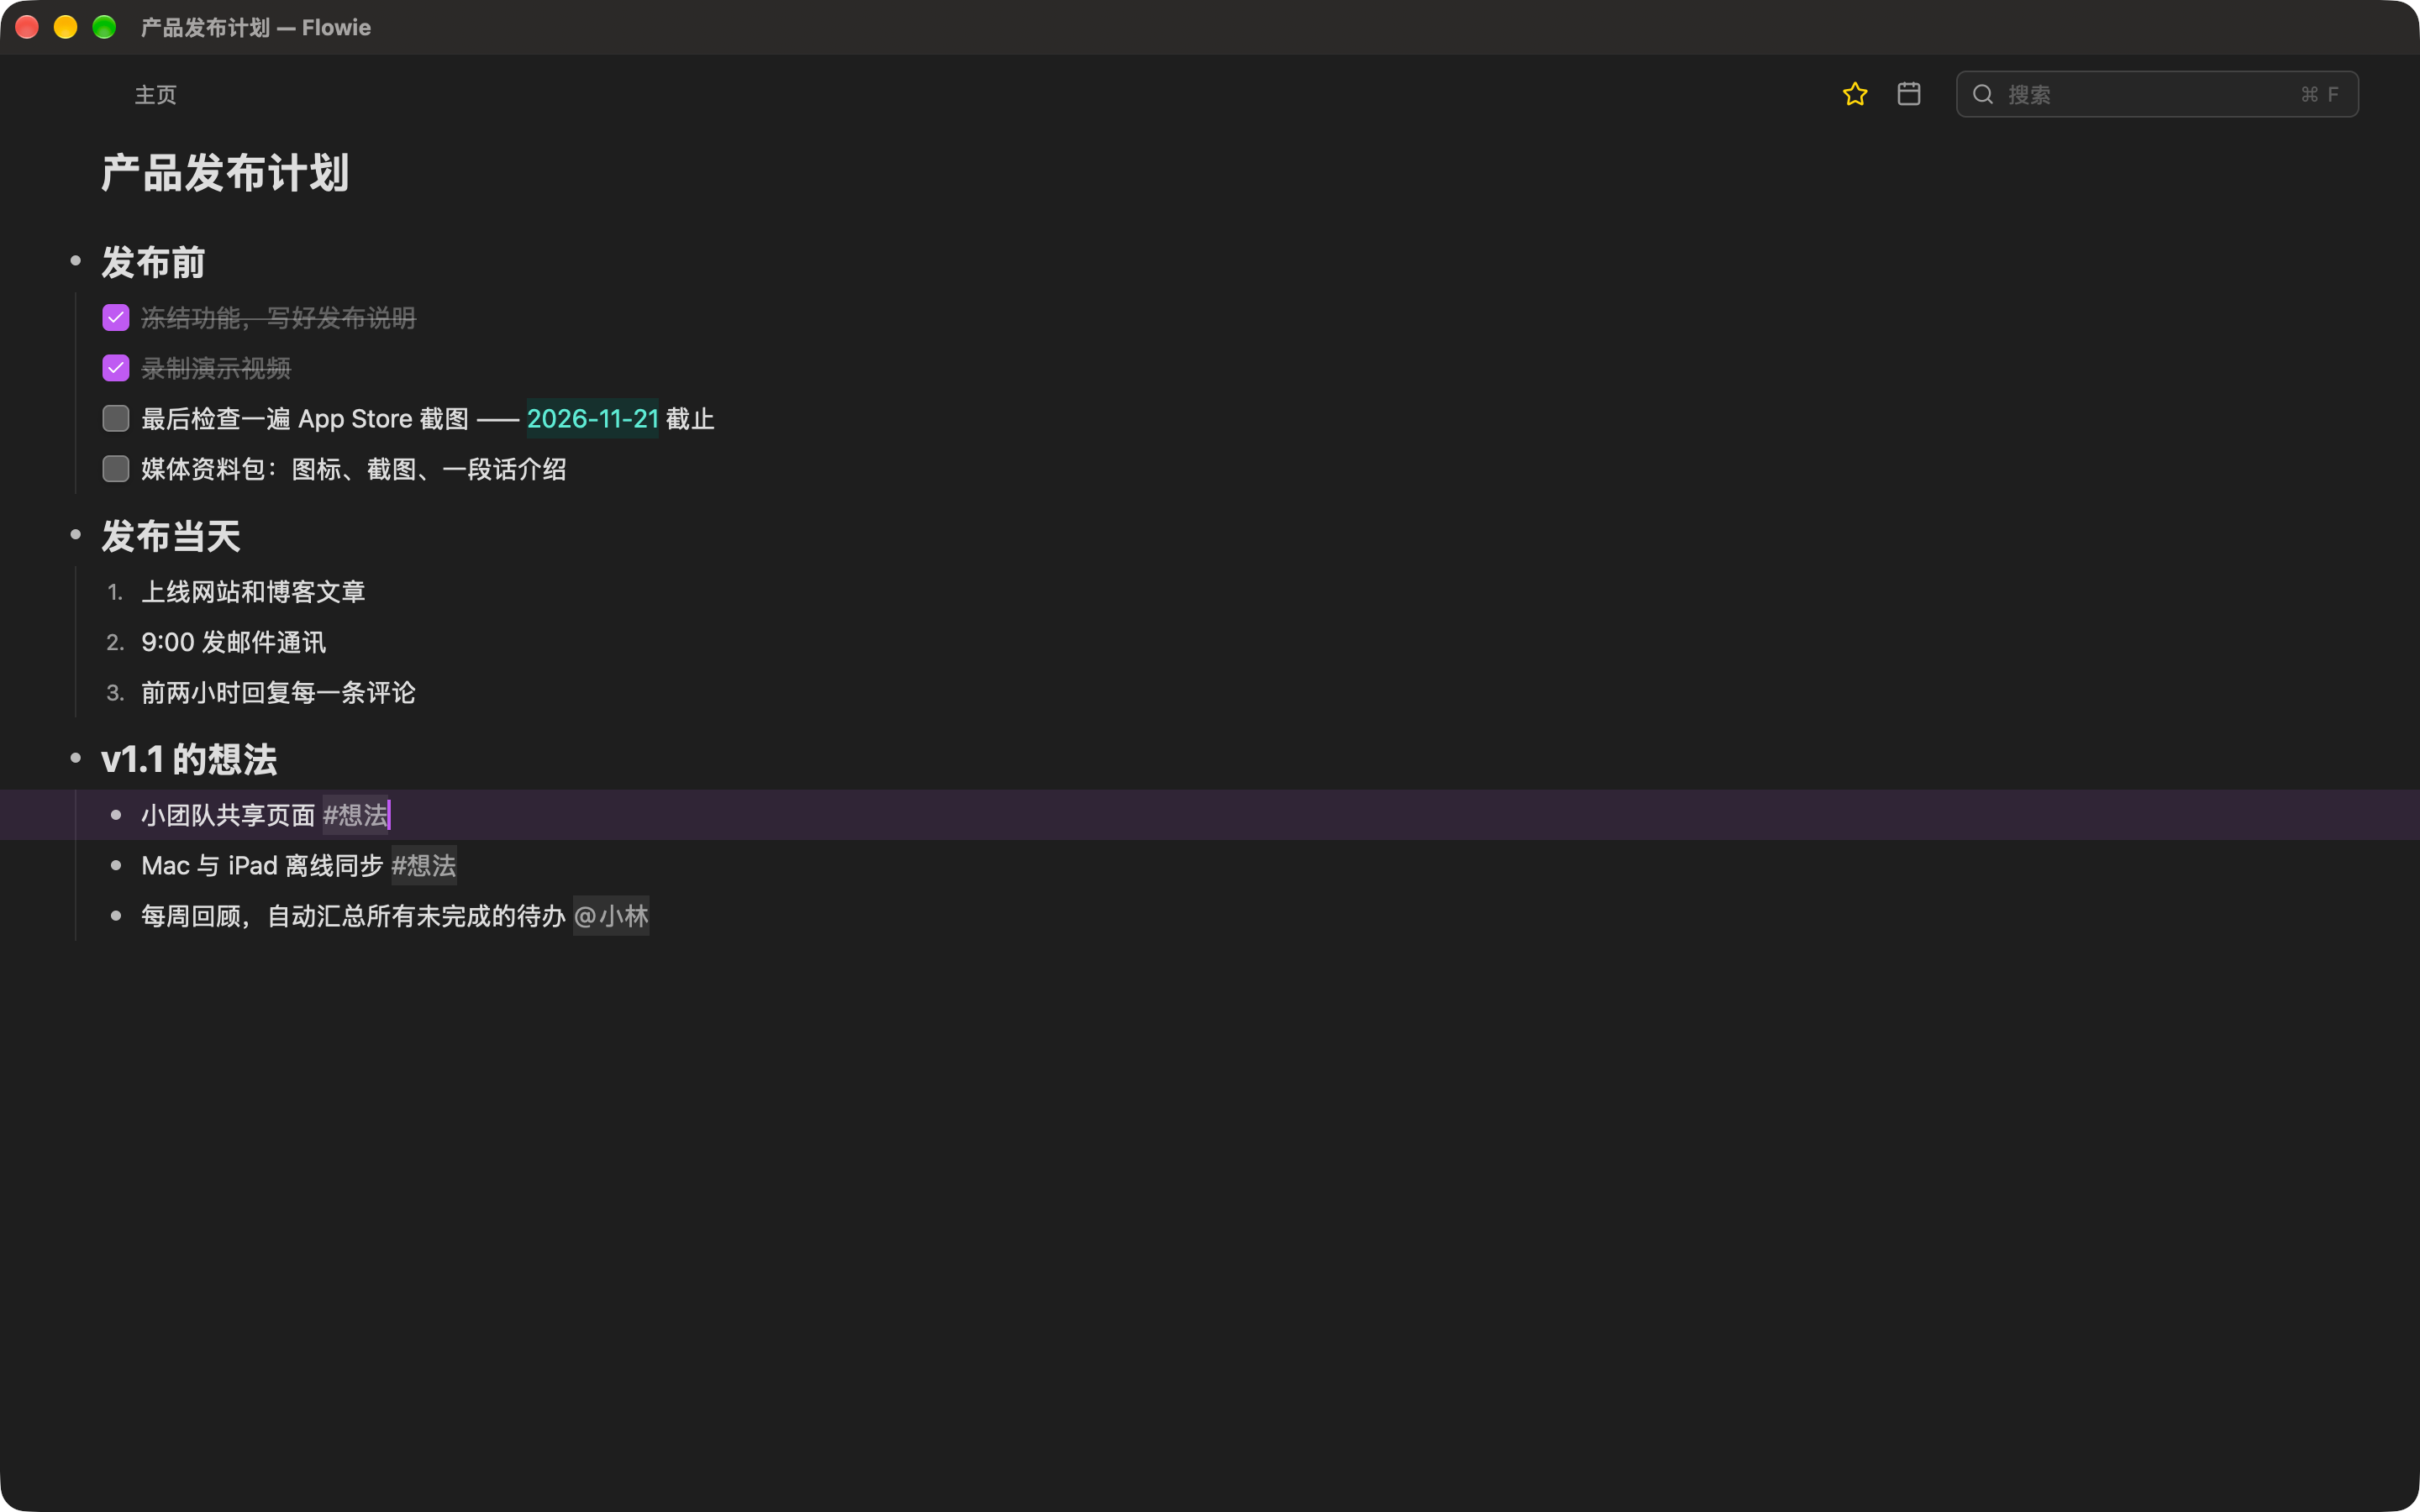 产品发布计划 — Flowie
主页
搜索 ⌘ F
产品发布计划
发布前
冻结功能，写好发布说明
录制演示视频
最后检查一遍 App Store 截图 —— 2026-11-21 截止
媒体资料包：图标、截图、一段话介绍
发布当天
1. 上线网站和博客文章
2. 9:00 发邮件通讯
3. 前两小时回复每一条评论
v1.1 的想法
小团队共享页面 #想法
Mac 与 iPad 离线同步 #想法
每周回顾，自动汇总所有未完成的待办 @小林